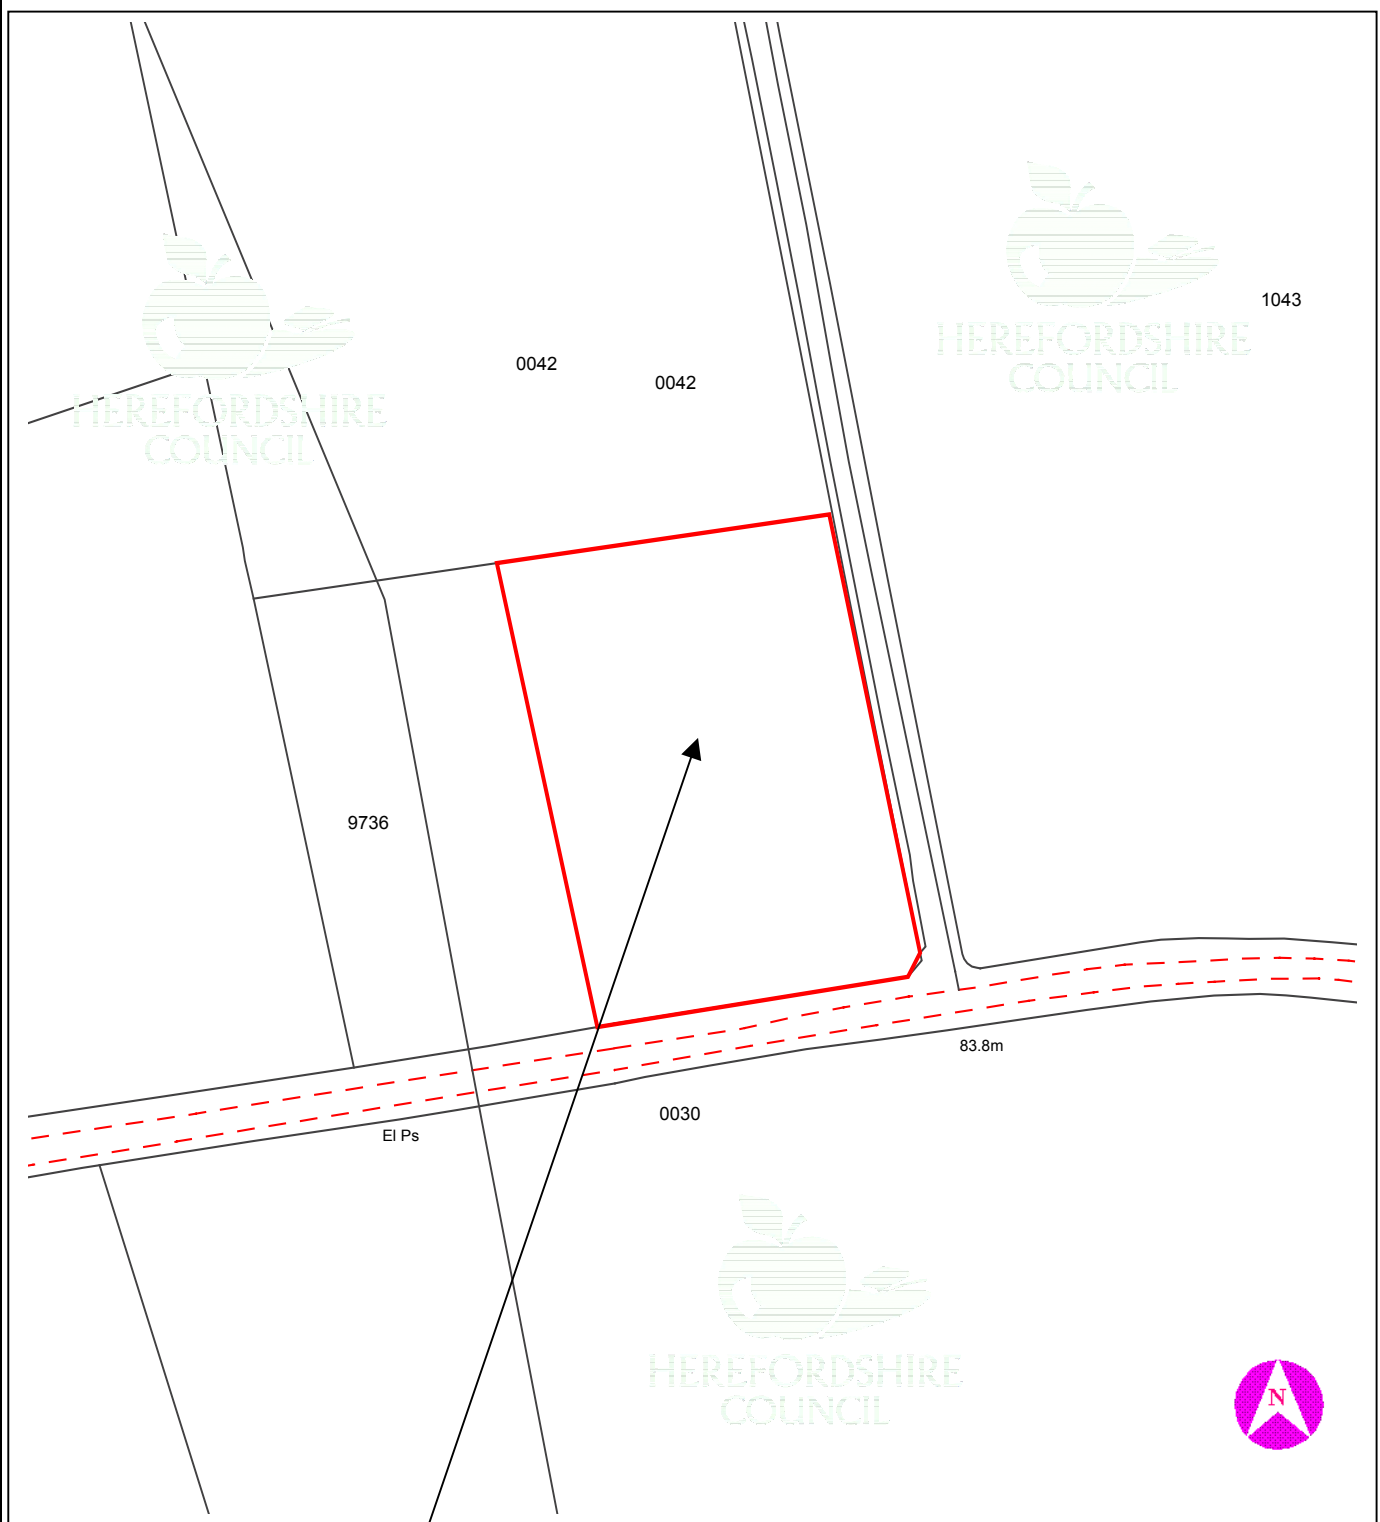 HEREFORDSHIRE
COUNCIL
1043
0042
0042
HEREFORDSHIRE
COUNCIL
9736
83.8m
0030
El Ps
HEREFORDSHIRE
COUNCIL
N